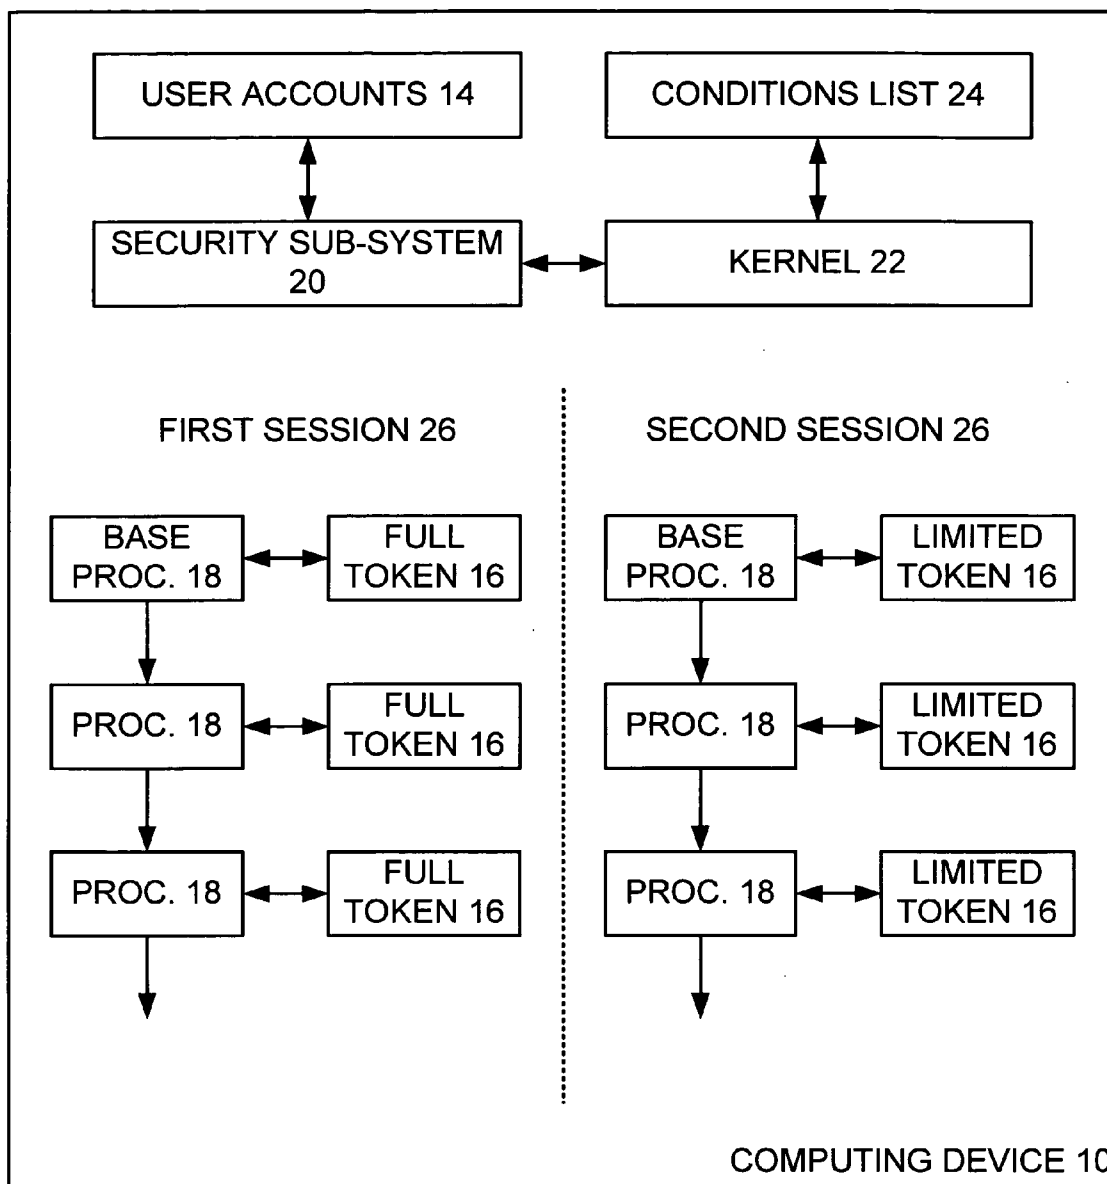 USER ACCOUNTS 14
CONDITIONS LIST 24
SECURITY SUB-SYSTEM
20
KERNEL 22
FIRST SESSION 26
SECOND SESSION 26
BASE
PROC. 18
FULL
TOKEN 16
BASE
PROC. 18
LIMITED
TOKEN 16
PROC. 18
FULL
TOKEN 16
PROC. 18
LIMITED
TOKEN 16
PROC. 18
FULL
TOKEN 16
PROC. 18
LIMITED
TOKEN 16
COMPUTING DEVICE 10